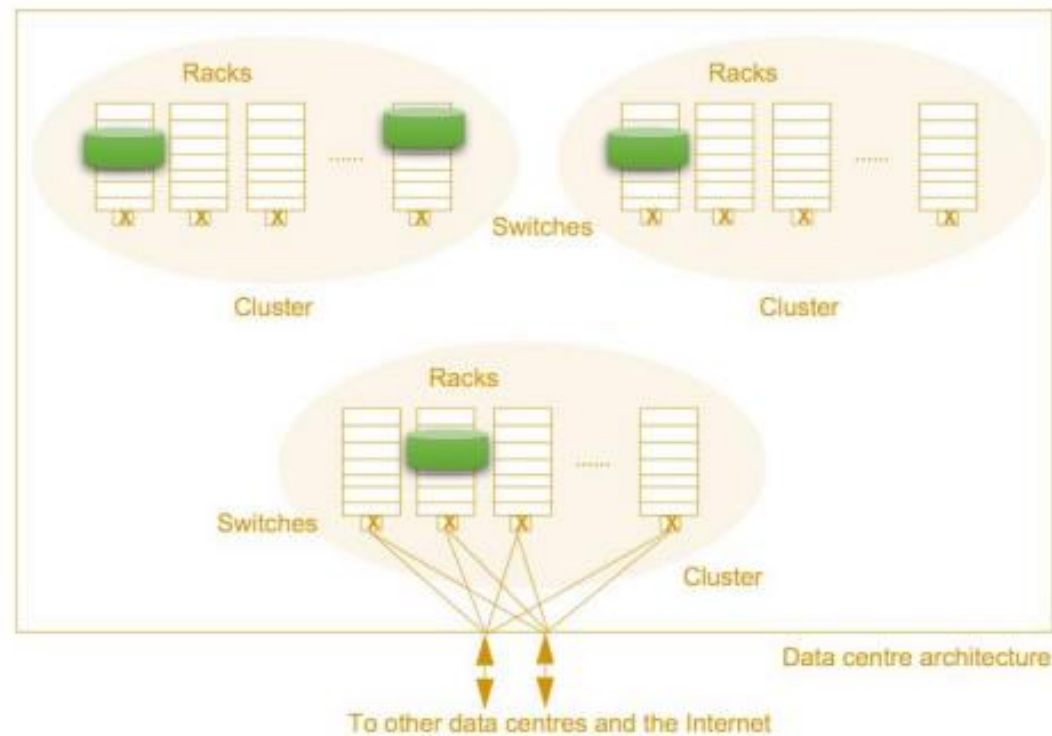 Racks
Racks
......
......
X X X X
X X X X
Switches
Cluster
Cluster
Racks
......
X X X X
Switches
Cluster
Data centre architecture
To other data centres and the Internet